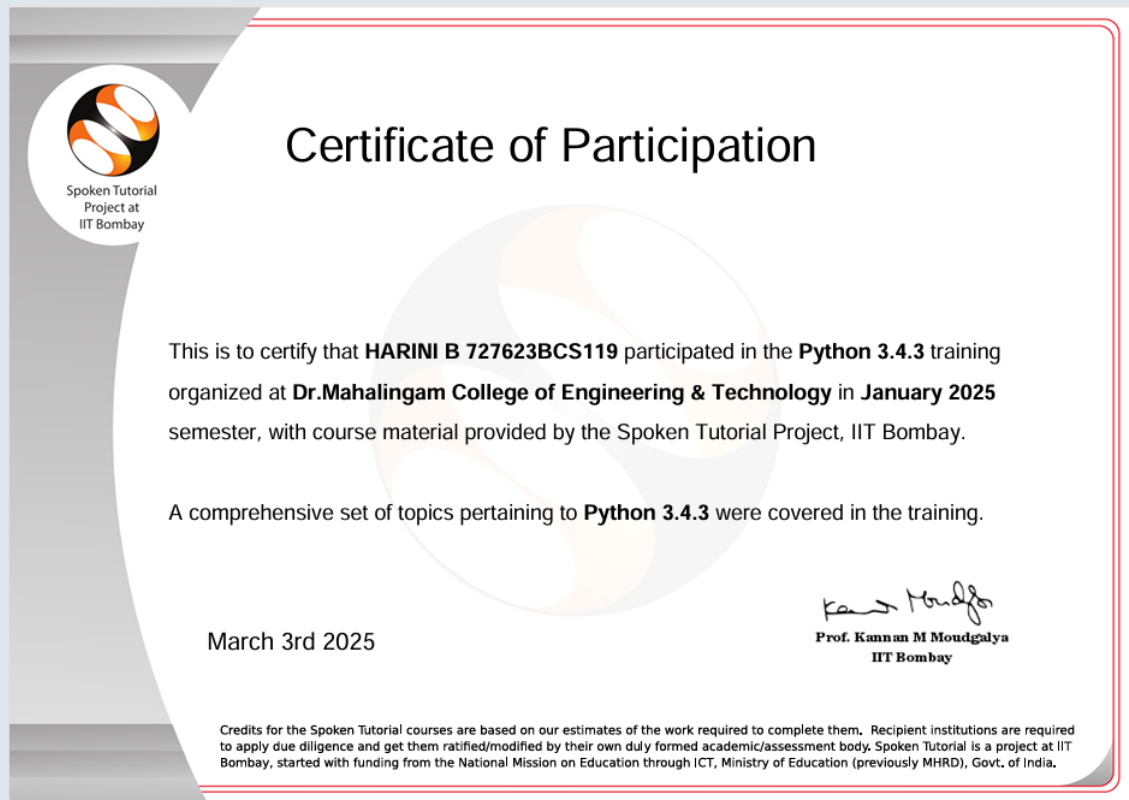 Spoken Tutorial
Project at
IIT Bombay
Certificate of Participation
This is to certify that HARINI B 727623BCS119 participated in the Python 3.4.3 training
organized at Dr.Mahalingam College of Engineering & Technology in January 2025
semester, with course material provided by the Spoken Tutorial Project, IIT Bombay.
A comprehensive set of topics pertaining to Python 3.4.3 were covered in the training.
March 3rd 2025
Prof. Kannan M Moudgalya
IIT Bombay
Credits for the Spoken Tutorial courses are based on our estimates of the work required to complete them. Recipient institutions are required
to apply due diligence and get them ratified/modified by their own duly formed academic/assessment body. Spoken Tutorial is a project at IIT
Bombay, started with funding from the National Mission on Education through ICT, Ministry of Education (previously MHRD), Govt. of India.